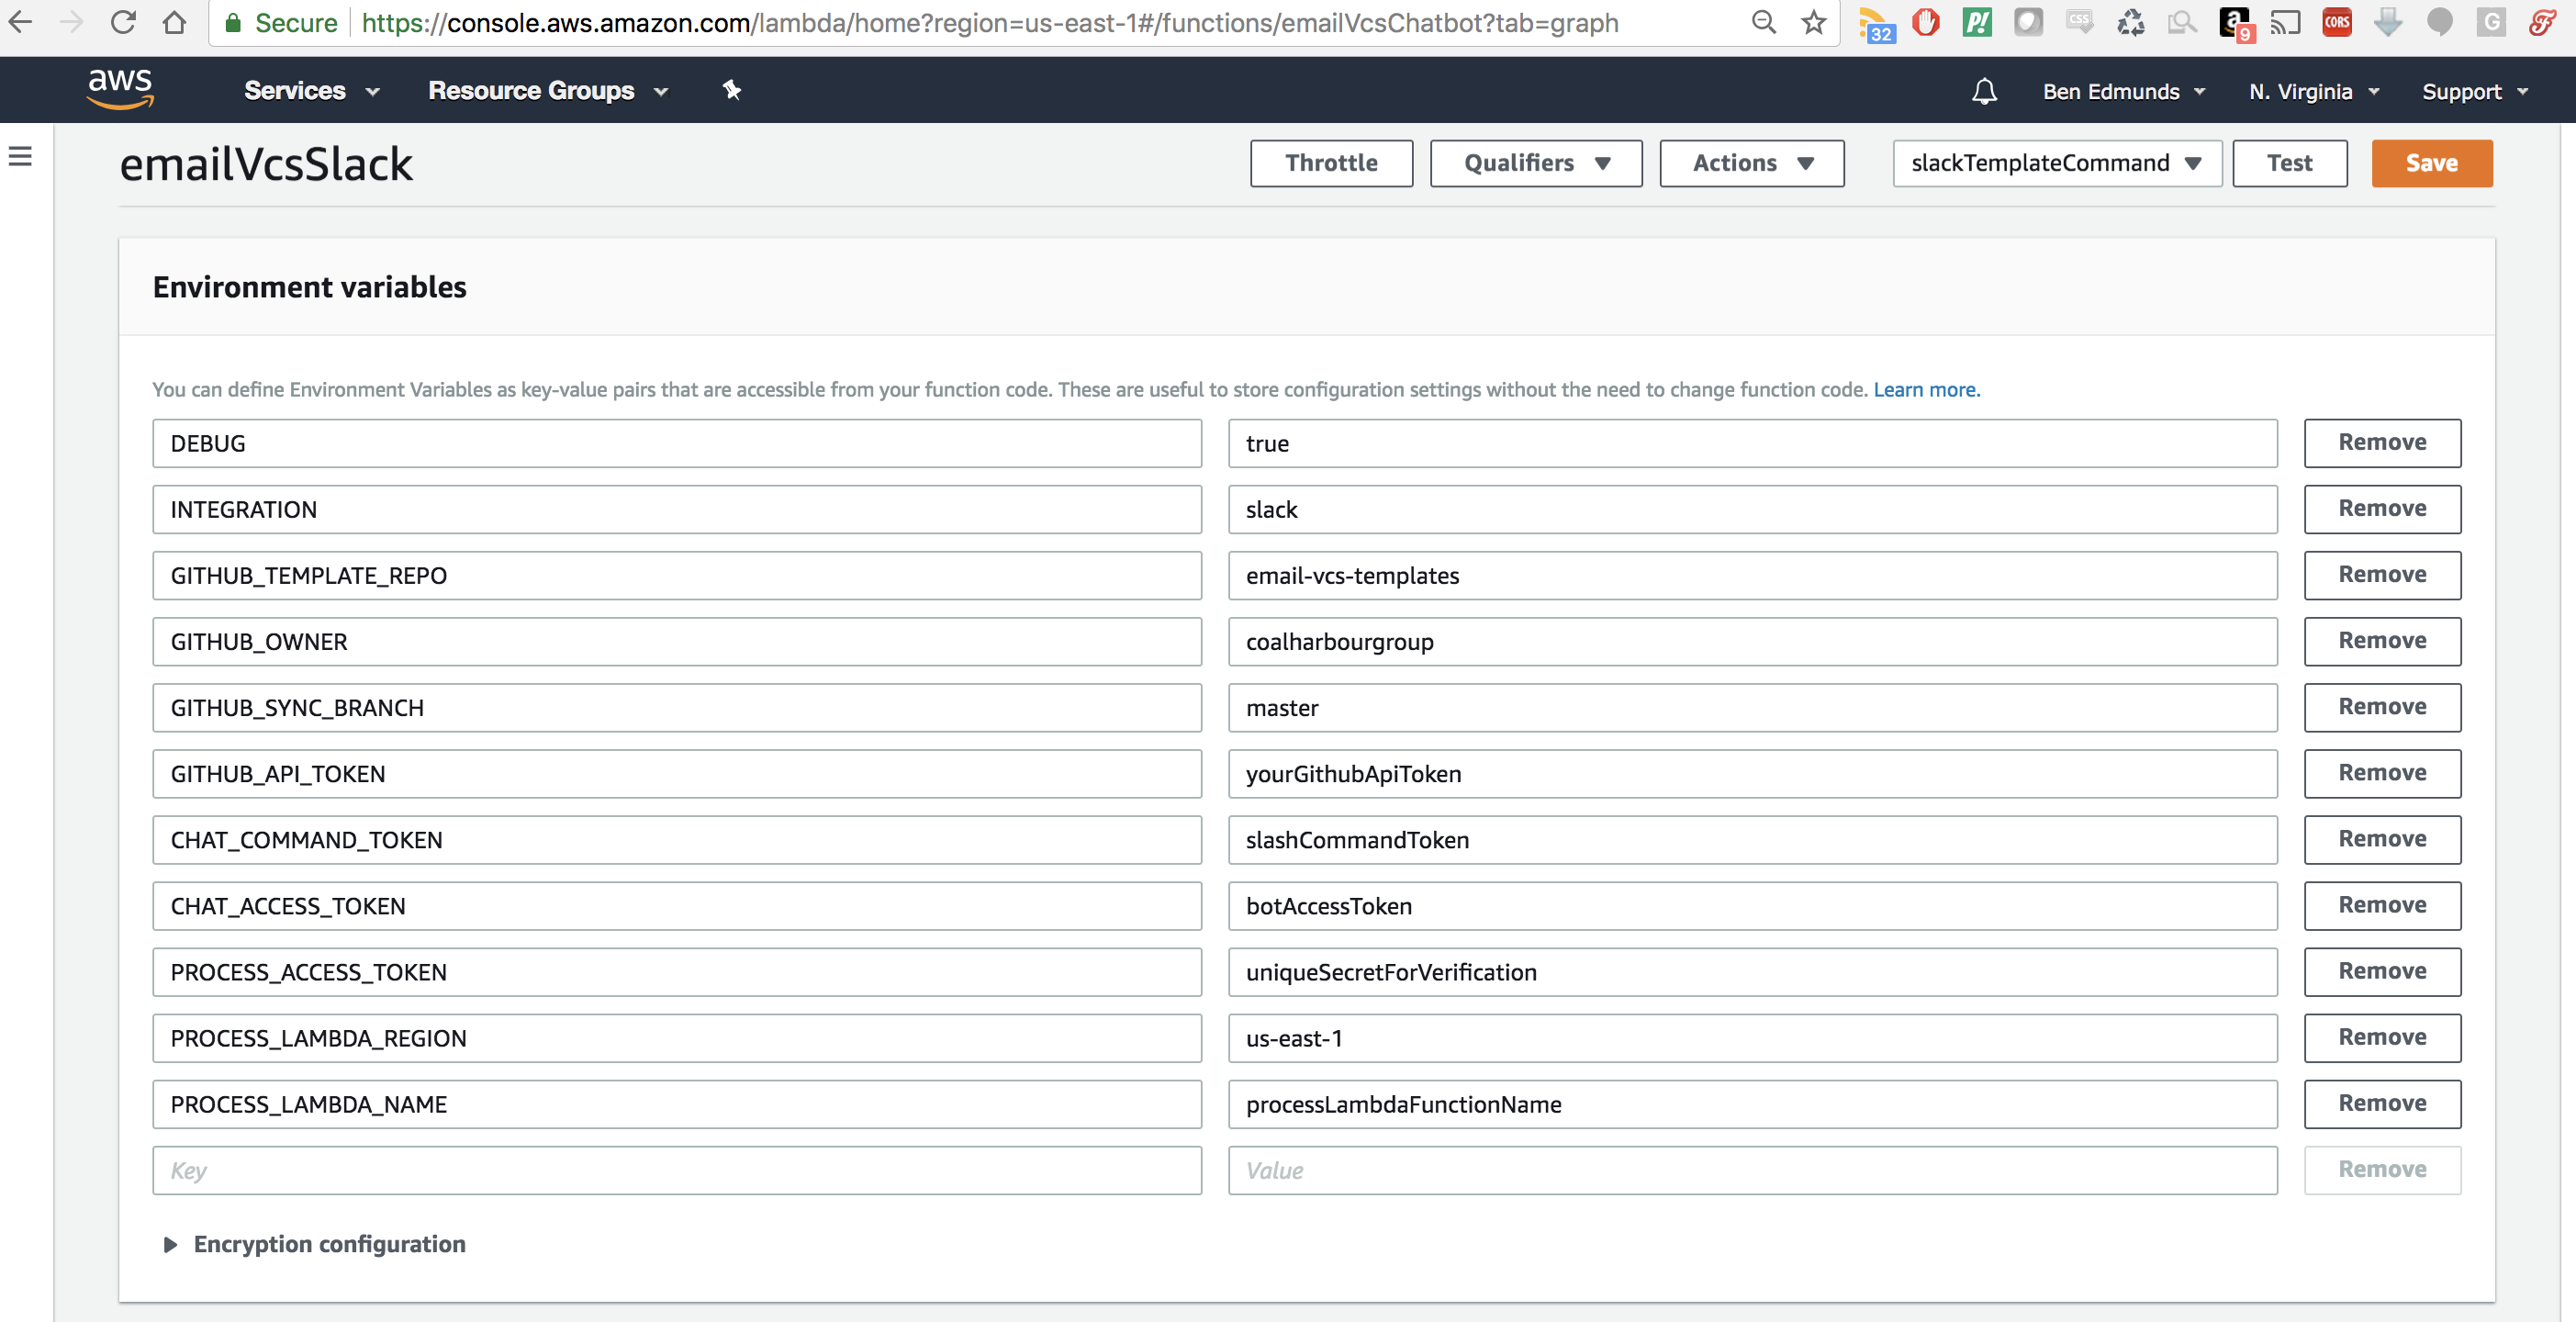 Secure https://console.aws.amazon.com/lambda/home?region=us-east-1#/functions/emailVcsChatbot?tab=graph 32 P! CSS a 9 CORS G F
aws Services Resource Groups Ben Edmunds N. Virginia Support
emailVcsSlack Throttle Qualifiers Actions slackTemplateCommand Test Save
Environment variables
You can define Environment Variables as key-value pairs that are accessible from your function code. These are useful to store configuration settings without the need to change function code. Learn more.
DEBUG true Remove
INTEGRATION slack Remove
GITHUB_TEMPLATE_REPO email-vcs-templates Remove
GITHUB_OWNER coalharbourgroup Remove
GITHUB_SYNC_BRANCH master Remove
GITHUB_API_TOKEN yourGithubApiToken Remove
CHAT_COMMAND_TOKEN slashCommandToken Remove
CHAT_ACCESS_TOKEN botAccessToken Remove
PROCESS_ACCESS_TOKEN uniqueSecretForVerification Remove
PROCESS_LAMBDA_REGION us-east-1 Remove
PROCESS_LAMBDA_NAME processLambdaFunctionName Remove
Key Value Remove
Encryption configuration